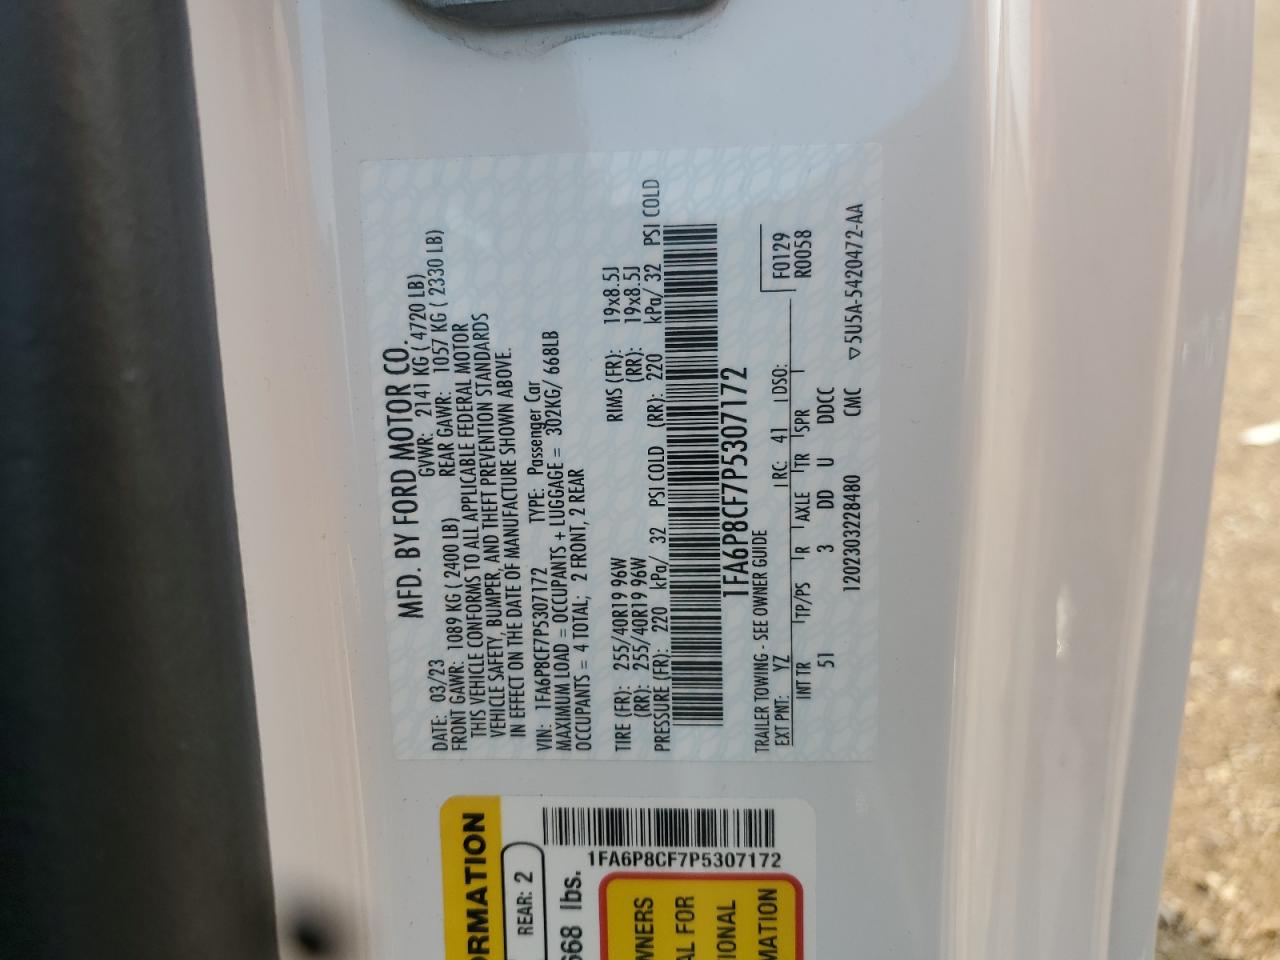 MFD. BY FORD MOTOR CO.
DATE: 03/23 GVWR: 2141 KG ( 4720 LB)
FRONT GAWR: 1089 KG ( 2400 LB) REAR GAWR: 1057 KG ( 2330 LB)
THIS VEHICLE CONFORMS TO ALL APPLICABLE FEDERAL MOTOR
VEHICLE SAFETY, BUMPER, AND THEFT PREVENTION STANDARDS
IN EFFECT ON THE DATE OF MANUFACTURE SHOWN ABOVE.
VIN: 1FA6P8CF7P5307172 TYPE: Passenger Car
MAXIMUM LOAD = OCCUPANTS + LUGGAGE = 302KG/ 668LB
OCCUPANTS = 4 TOTAL; 2 FRONT, 2 REAR
TIRE (FR): 255/40R19 96W RIMS (FR): 19x8.5J
(RR): 255/40R19 96W (RR): 19x8.5J
PRESSURE (FR): 220 kPa/ 32 PSI COLD (RR): 220 kPa/ 32 PSI COLD
1FA6P8CF7P5307172
TRAILER TOWING - SEE OWNER GUIDE
EXT PNT: YZ RC: 41 DSO: F0129
INT TR TP/PS R AXLE TR SPR R0058
51 3 DD U DDCC
1202303228480 CMC ▽5U5A-5420472-AA
RMATION
REAR: 2
668 lbs.
1FA6P8CF7P5307172
WNERS
AL FOR
IONAL
MATION